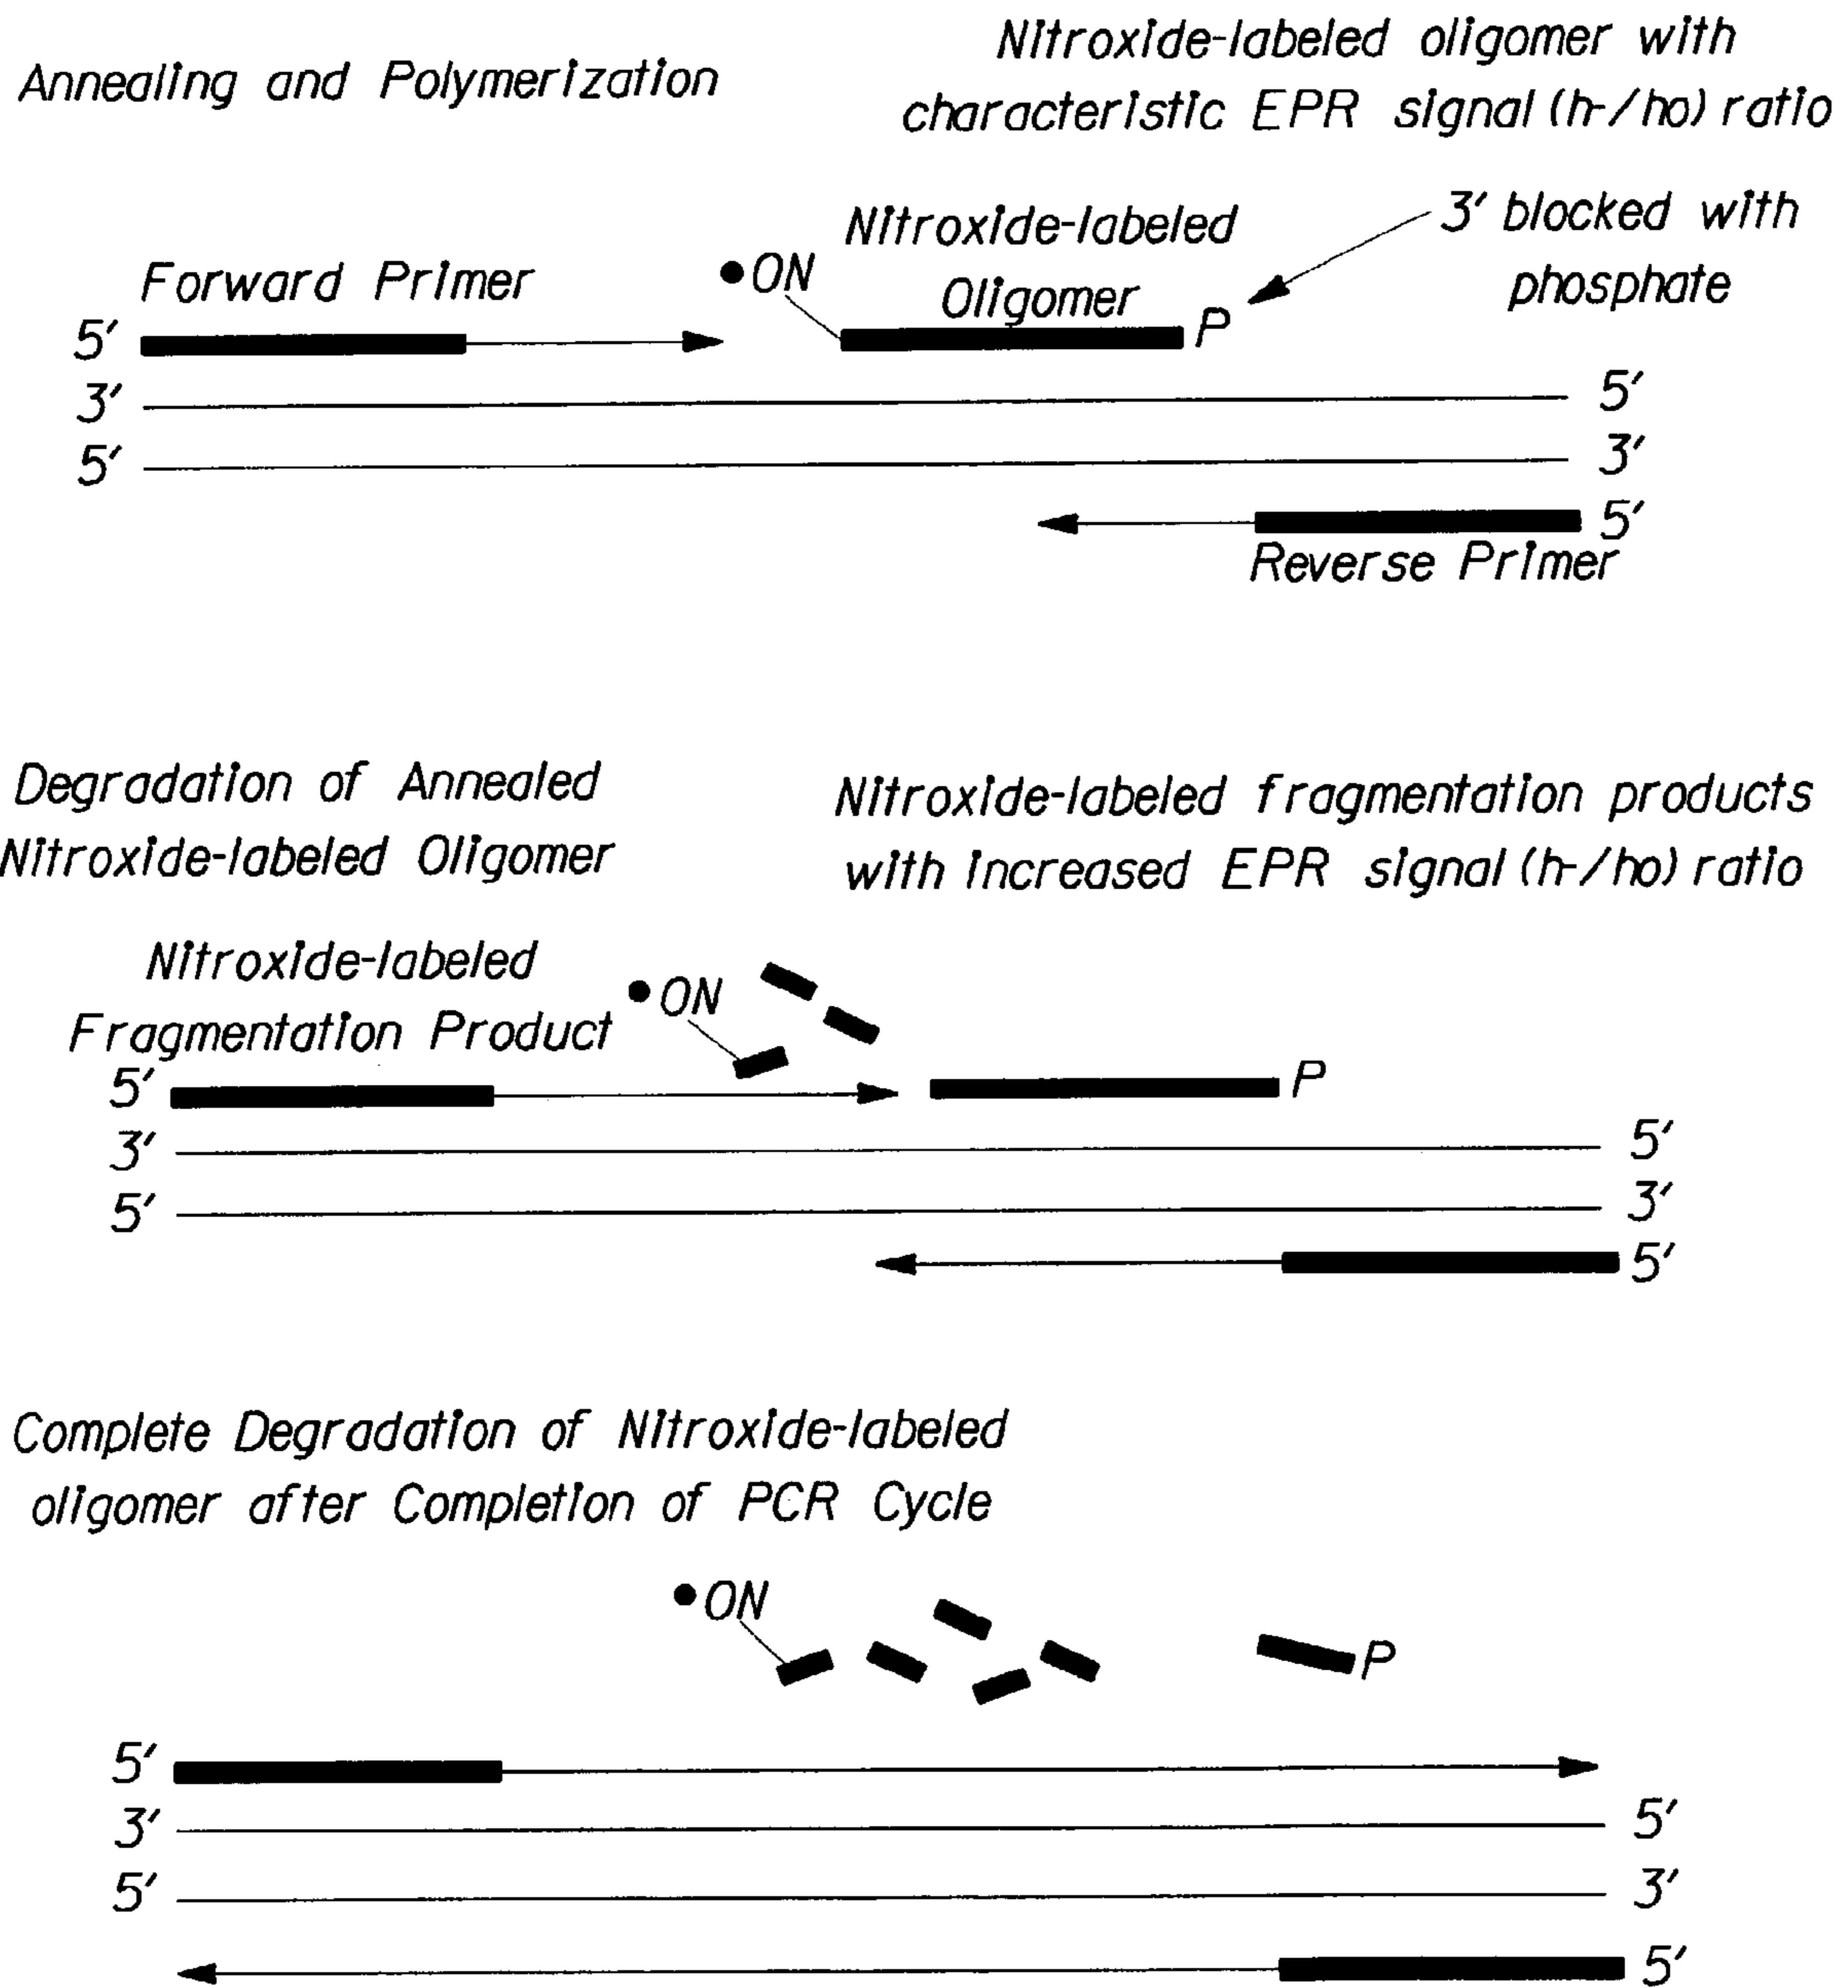 Annealing and Polymerization
Nitroxide-labeled oligomer with
characteristic EPR signal (h-/ho) ratio
Nitroxide-labeled
Oligomer
3' blocked with
phosphate
•ON
P
Forward Primer
5'
3'
5'
5'
3'
5'
Reverse Primer
Degradation of Annealed
Nitroxide-labeled Oligomer
Nitroxide-labeled fragmentation products
with increased EPR signal (h-/ho) ratio
Nitroxide-labeled
Fragmentation Product
•ON
5'
P
3'
5'
5'
3'
5'
Complete Degradation of Nitroxide-labeled
oligomer after Completion of PCR Cycle
•ON
P
5'
3'
5'
5'
3'
5'